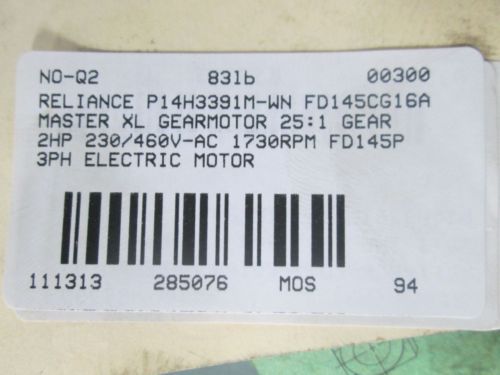 NO-Q2 83lb 00300
RELIANCE P14H3391M-WN FD145CG16A
MASTER XL GEARMOTOR 25:1 GEAR
2HP 230/460V-AC 1730RPM FD145P
3PH ELECTRIC MOTOR
111313 285076 MOS 94